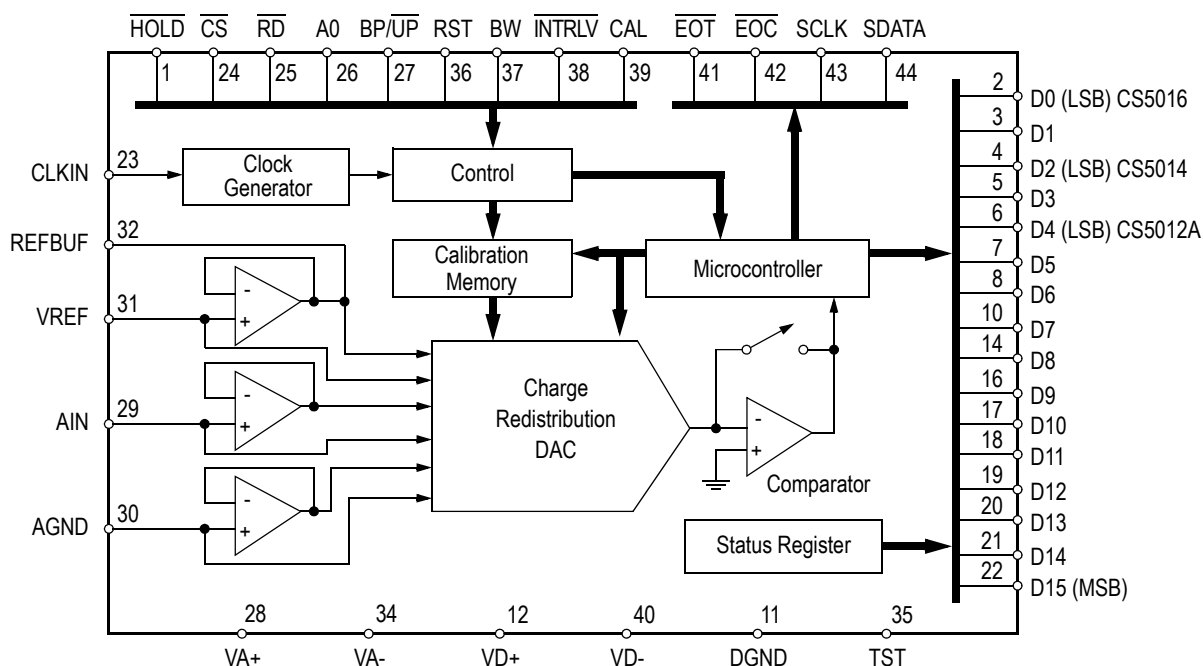 HOLD CS RD A0 BP/UP RST BW INTRLV CAL EOT EOC SCLK SDATA
1 24 25 26 27 36 37 38 39 41 42 43 44
2 D0 (LSB) CS5016
3 D1
4 D2 (LSB) CS5014
5 D3
6 D4 (LSB) CS5012A
7 D5
8 D6
10 D7
14 D8
16 D9
17 D10
18 D11
19 D12
20 D13
21 D14
22 D15 (MSB)
CLKIN 23
Clock
Generator
Control
REFBUF 32
Calibration
Memory
Microcontroller
VREF 31
-
+
AIN 29
-
+
AGND 30
-
+
Charge
Redistribution
DAC
-
+
Comparator
Status Register
28 34 12 40 11 35
VA+ VA- VD+ VD- DGND TST